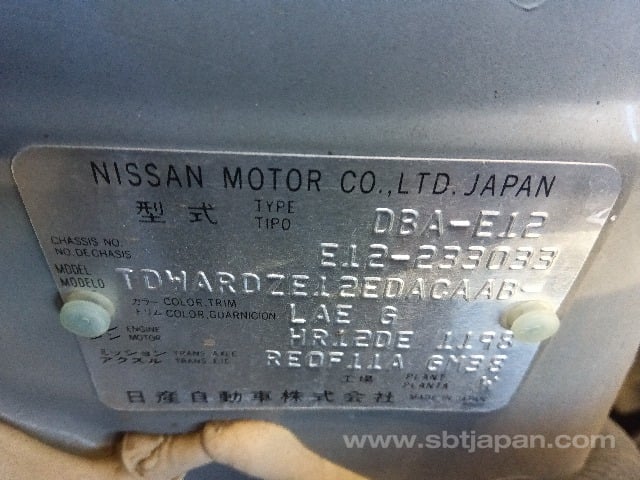 NISSAN MOTOR CO.,LTD. JAPAN
型式 TYPE TIPO DBA-E12
CHASSIS NO. NO. DE CHASIS E12-233033
MODEL MODELO TDWARDZE12EDACAAB-
カラー COLOR, TRIM
トリム COLOR, GUARNICION LAE G
ン ENGINE MOTOR HR12DE 1198
ミッション TRANS. AXLE
アクスル TRANS. EJE RE0F11A GM38
工場 PLANT PLANTA W
日産自動車株式会社 MADE IN JAPAN
www.sbtjapan.com